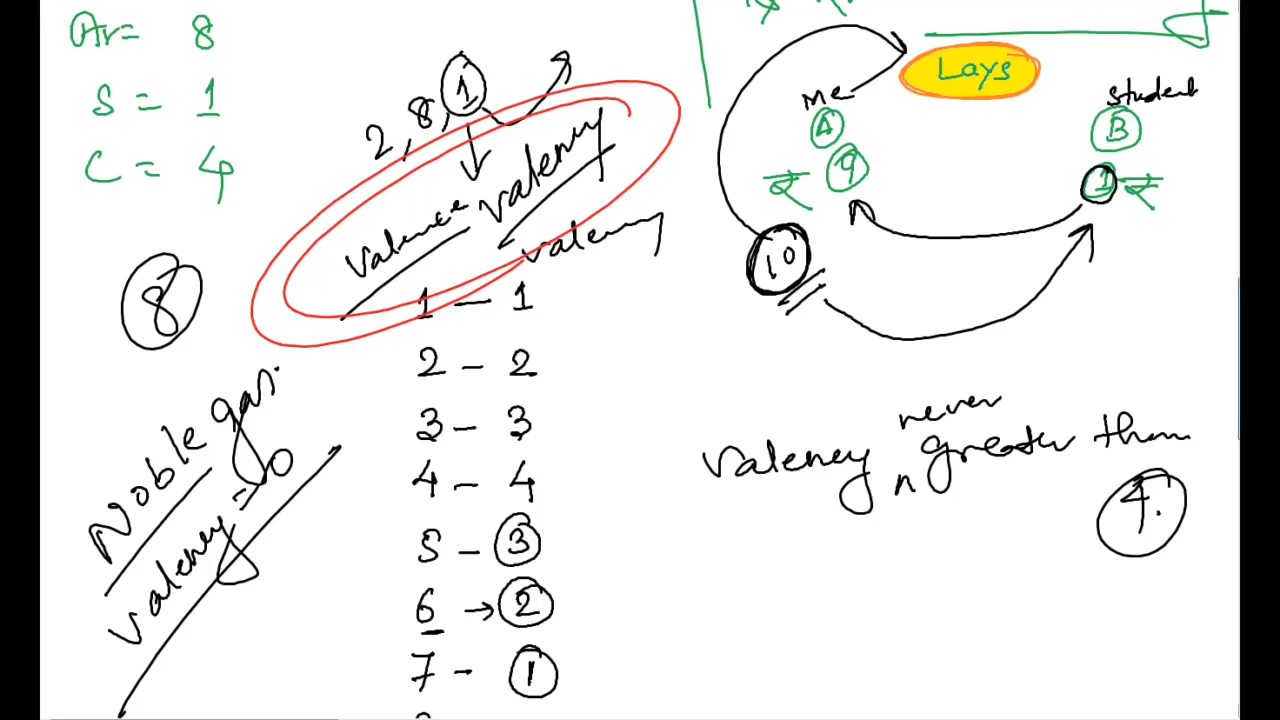 Ar = 8
S = 1
C = 4
2, 8, 1
Valence Valency
valency
1 – 1
2 – 2
3 – 3
4 – 4
5 – 3
6 → 2
7 – 1
8
Noble gas
valency = 0
Lays
me
student
A
B
₹ 9
1 ₹
10
never
Valency greater than
4.